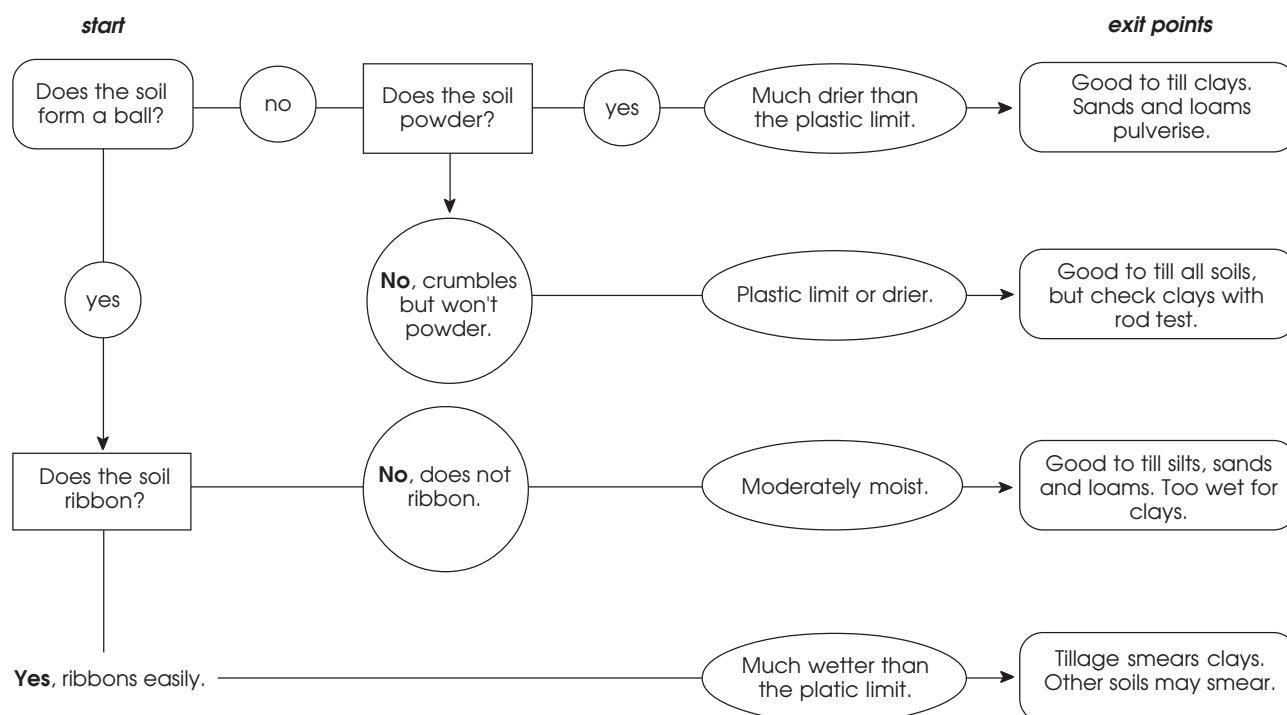 start
exit points
Does the soil
form a ball?
no
Does the soil
powder?
yes
Much drier than
the plastic limit.
Good to till clays.
Sands and loams
pulverise.
yes
No, crumbles
but won't
powder.
Plastic limit or drier.
Good to till all soils,
but check clays with
rod test.
Does the soil
ribbon?
No, does not
ribbon.
Moderately moist.
Good to till silts, sands
and loams. Too wet for
clays.
Yes, ribbons easily.
Much wetter than
the platic limit.
Tillage smears clays.
Other soils may smear.